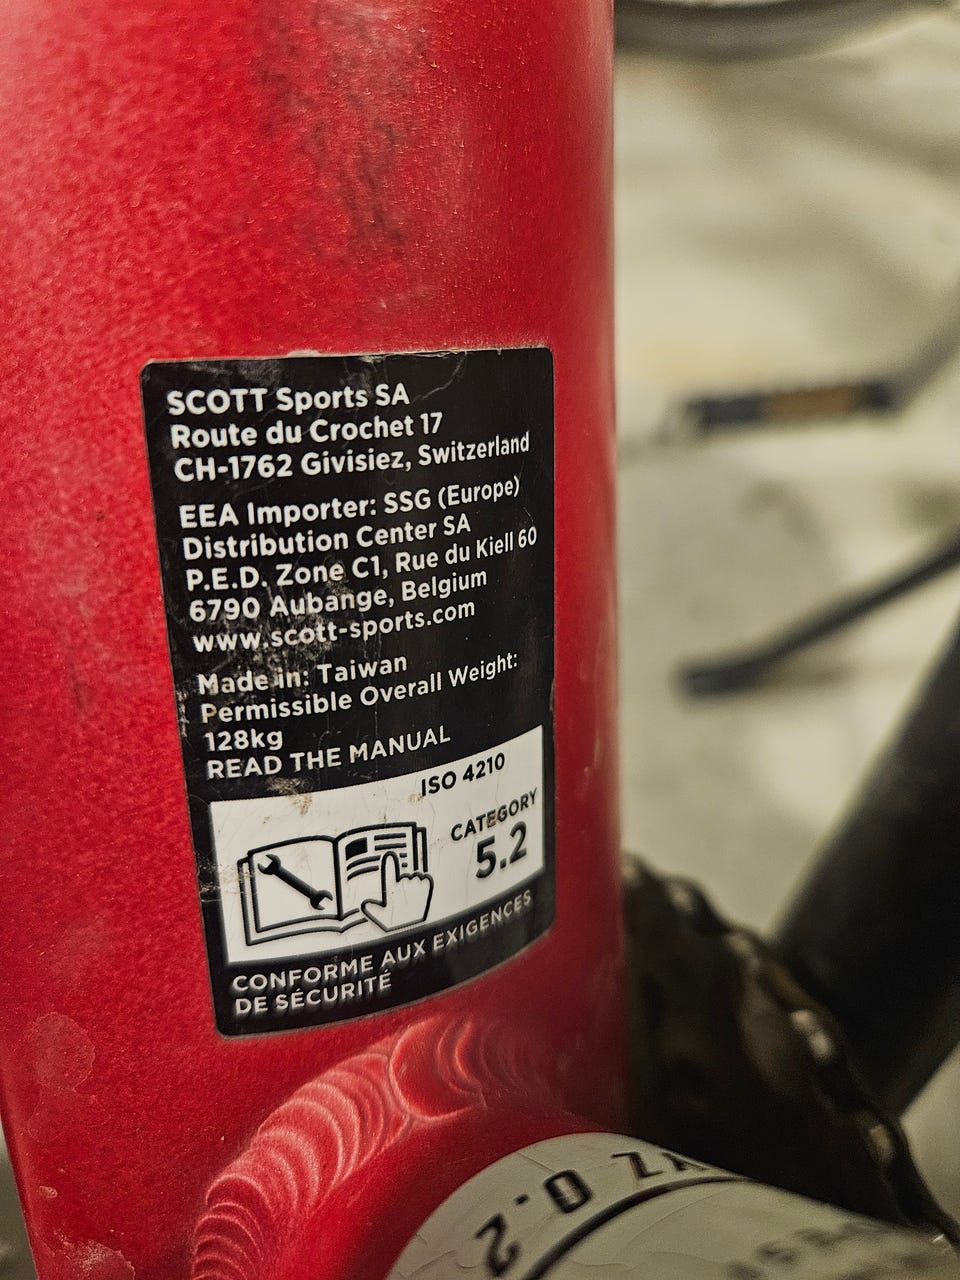 SCOTT Sports SA
Route du Crochet 17
CH-1762 Givisiez, Switzerland
EEA Importer: SSG (Europe)
Distribution Center SA
P.E.D. Zone C1, Rue du Kiell 60
6790 Aubange, Belgium
www.scott-sports.com
Made in: Taiwan
Permissible Overall Weight:
128kg
READ THE MANUAL
ISO 4210
CATEGORY
5.2
CONFORME AUX EXIGENCES
DE SÉCURITÉ